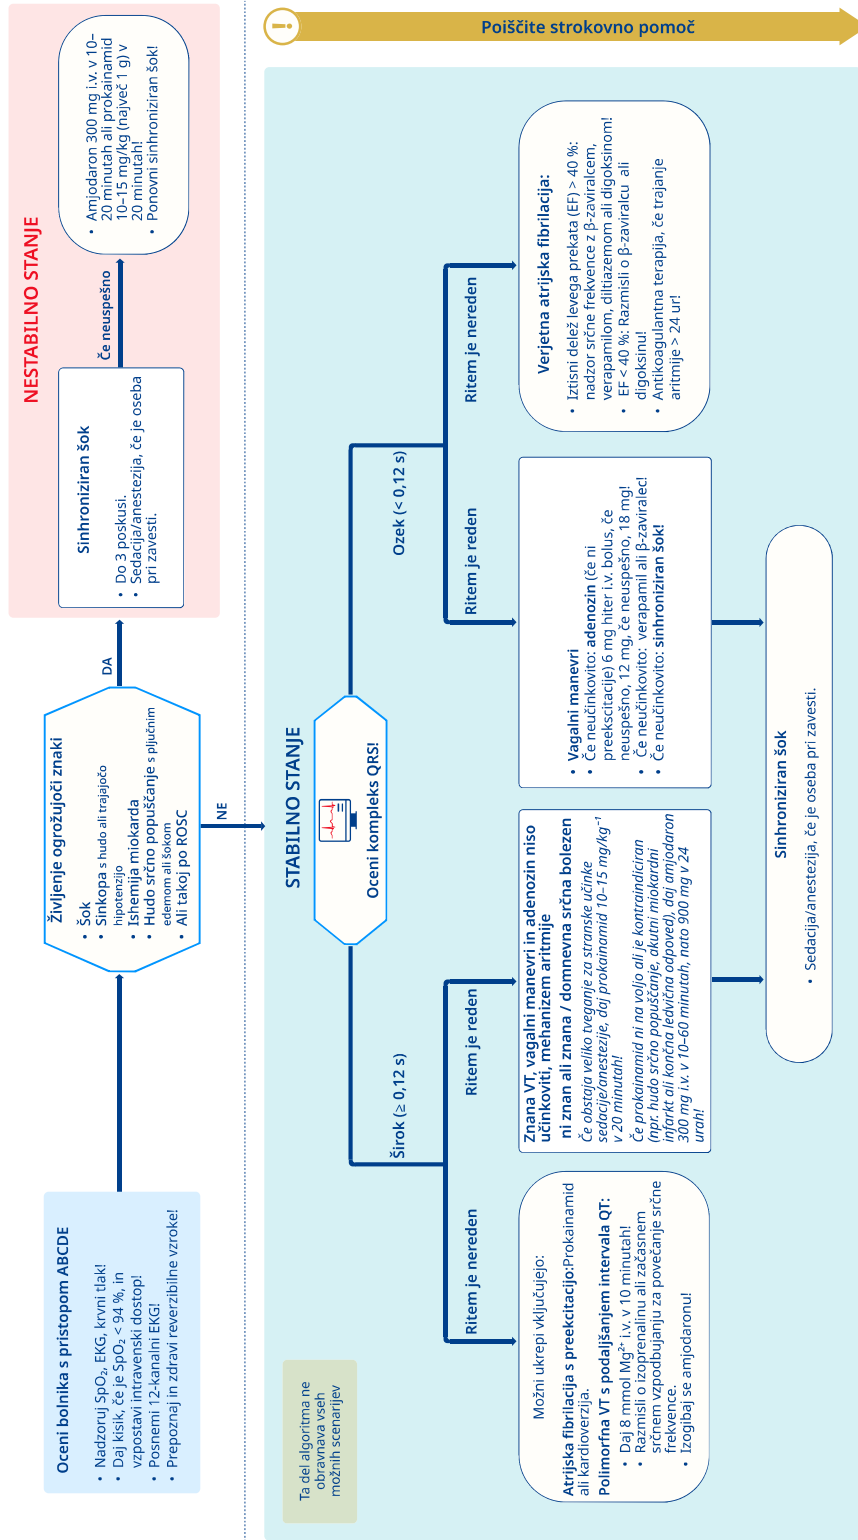 Oceni bolnika s pristopom ABCDE
• Nadzoruj SpO₂, EKG, krvni tlak!
• Daj kisik, če je SpO₂ < 94 %, in
vzpostavi intravenski dostop!
• Posnemi 12-kanalni EKG!
• Prepoznaj in zdravi reverzibilne vzroke!
Življenje ogrožujoči znaki
• Šok
• Sinkopa s hudo ali trajajočo
hipotenzijo
• Ishemija miokarda
• Hudo srčno popuščanje s pljučnim
edemom ali šokom
• Ali takoj po ROSC
DA
NE
NESTABILNO STANJE
Sinhroniziran šok
• Do 3 poskusi.
• Sedacija/anestezija, če je oseba
pri zavesti.
Če neuspešno
• Amjodaron 300 mg i.v. v 10–
20 minutah ali prokainamid
10–15 mg/kg (največ 1 g) v
20 minutah!
• Ponovni sinhroniziran šok!
Poiščite strokovno pomoč
Ta del algoritma ne
obravnava vseh
možnih scenarijev
STABILNO STANJE
Oceni kompleks QRS!
Širok (≥ 0,12 s)
Ozek (< 0,12 s)
Ritem je nereden
Ritem je reden
Ritem je reden
Ritem je nereden
Možni ukrepi vključujejo:
Atrijska fibrilacija s preekcitacijo:Prokainamid
ali kardioverzija.
Polimorfna VT s podaljšanjem intervala QT:
• Daj 8 mmol Mg²⁺ i.v. v 10 minutah!
• Razmisli o izoprenalinu ali začasnem
srčnem vzpodbujanju za povečanje srčne
frekvence.
• Izogibaj se amjodaronu!
Znana VT, vagalni manevri in adenozin niso
učinkoviti, mehanizem aritmije
ni znan ali znana / domnevna srčna bolezen
Če obstaja veliko tveganje za stranske učinke
sedacije/anestezije, daj prokainamid 10–15 mg/kg⁻¹
v 20 minutah!
Če prokainamid ni na voljo ali je kontraindiciran
(npr. hudo srčno popuščanje, akutni miokardni
infarkt ali končna ledvična odpoved), daj amjodaron
300 mg i.v. v 10–60 minutah, nato 900 mg v 24
urah!
• Vagalni manevri
• Če neučinkovito: adenozin (če ni
preekscitacije) 6 mg hiter i.v. bolus, če
neuspešno, 12 mg, če neuspešno, 18 mg!
• Če neučinkovito: verapamil ali β-zaviralec!
• Če neučinkovito: sinhroniziran šok!
Verjetna atrijska fibrilacija:
• Iztisni delež levega prekata (EF) > 40 %:
nadzor srčne frekvence z β-zaviralcem,
verapamilom, diltiazemom ali digoksinom!
• EF < 40 %: Razmisli o β-zaviralcu ali
digoksinu!
• Antikoagulantna terapija, če trajanje
aritmije > 24 ur!
Sinhroniziran šok
• Sedacija/anestezija, če je oseba pri zavesti.